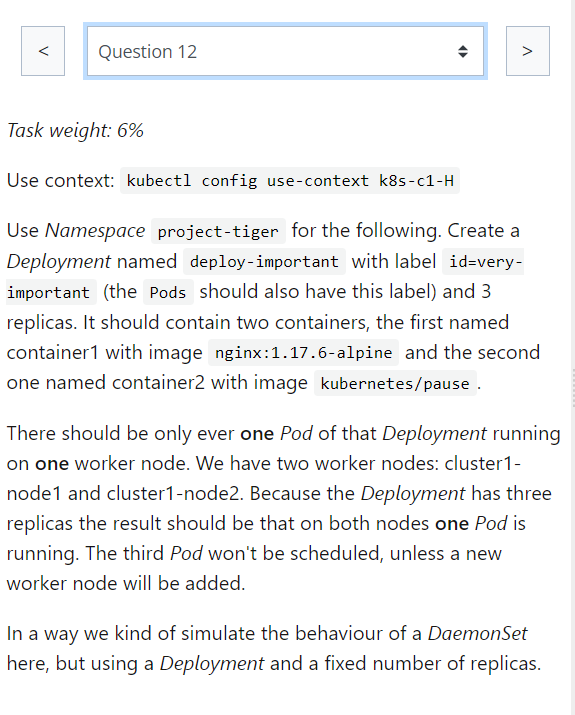 <
Question 12
>
Task weight: 6%
Use context: kubectl config use-context k8s-c1-H
Use Namespace project-tiger for the following. Create a
Deployment named deploy-important with label id=very-
important (the Pods should also have this label) and 3
replicas. It should contain two containers, the first named
container1 with image nginx:1.17.6-alpine and the second
one named container2 with image kubernetes/pause.
There should be only ever one Pod of that Deployment running
on one worker node. We have two worker nodes: cluster1-
node1 and cluster1-node2. Because the Deployment has three
replicas the result should be that on both nodes one Pod is
running. The third Pod won't be scheduled, unless a new
worker node will be added.
In a way we kind of simulate the behaviour of a DaemonSet
here, but using a Deployment and a fixed number of replicas.